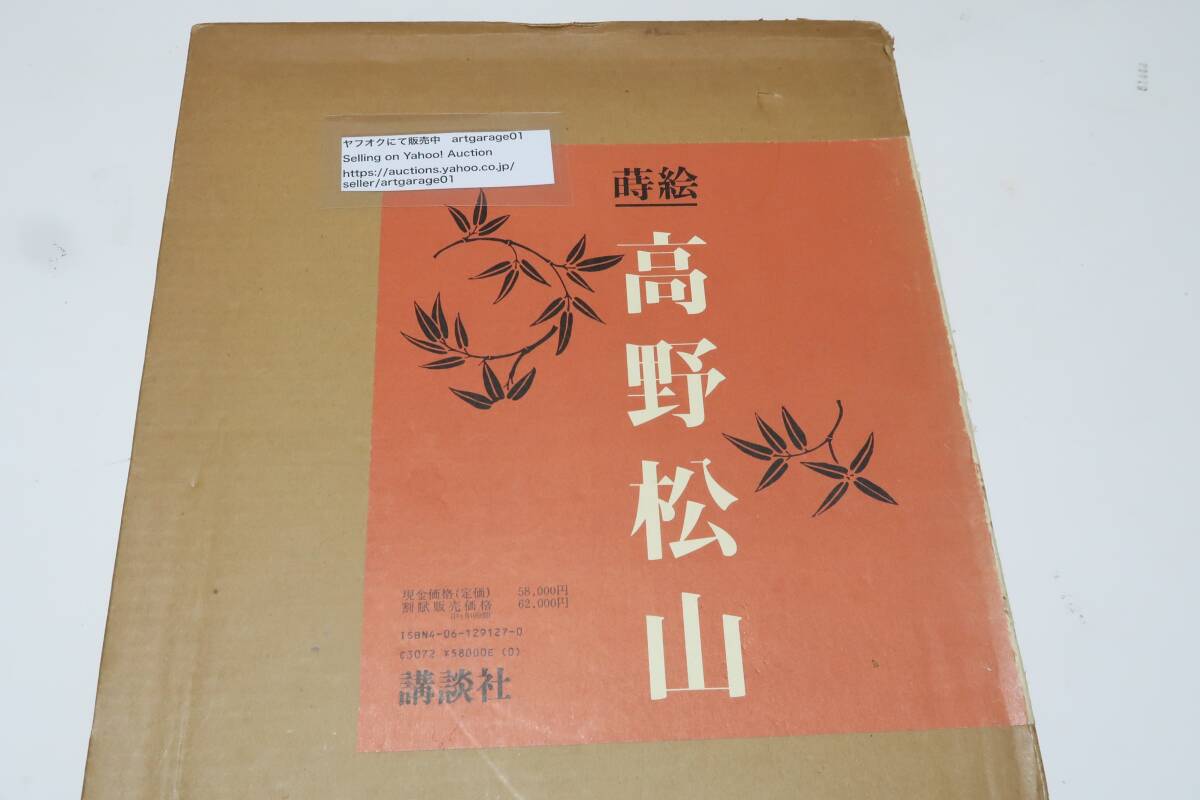 ヤフオクにて販売中 artgarage01
Selling on Yahoo! Auction
https://auctions.yahoo.co.jp/
seller/artgarage01
蒔絵
高野松山
現金価格(定価) 58,000円
割賦販売価格 62,000円
ISBN4-06-129127-0
C3072 ¥58000E (0)
講談社